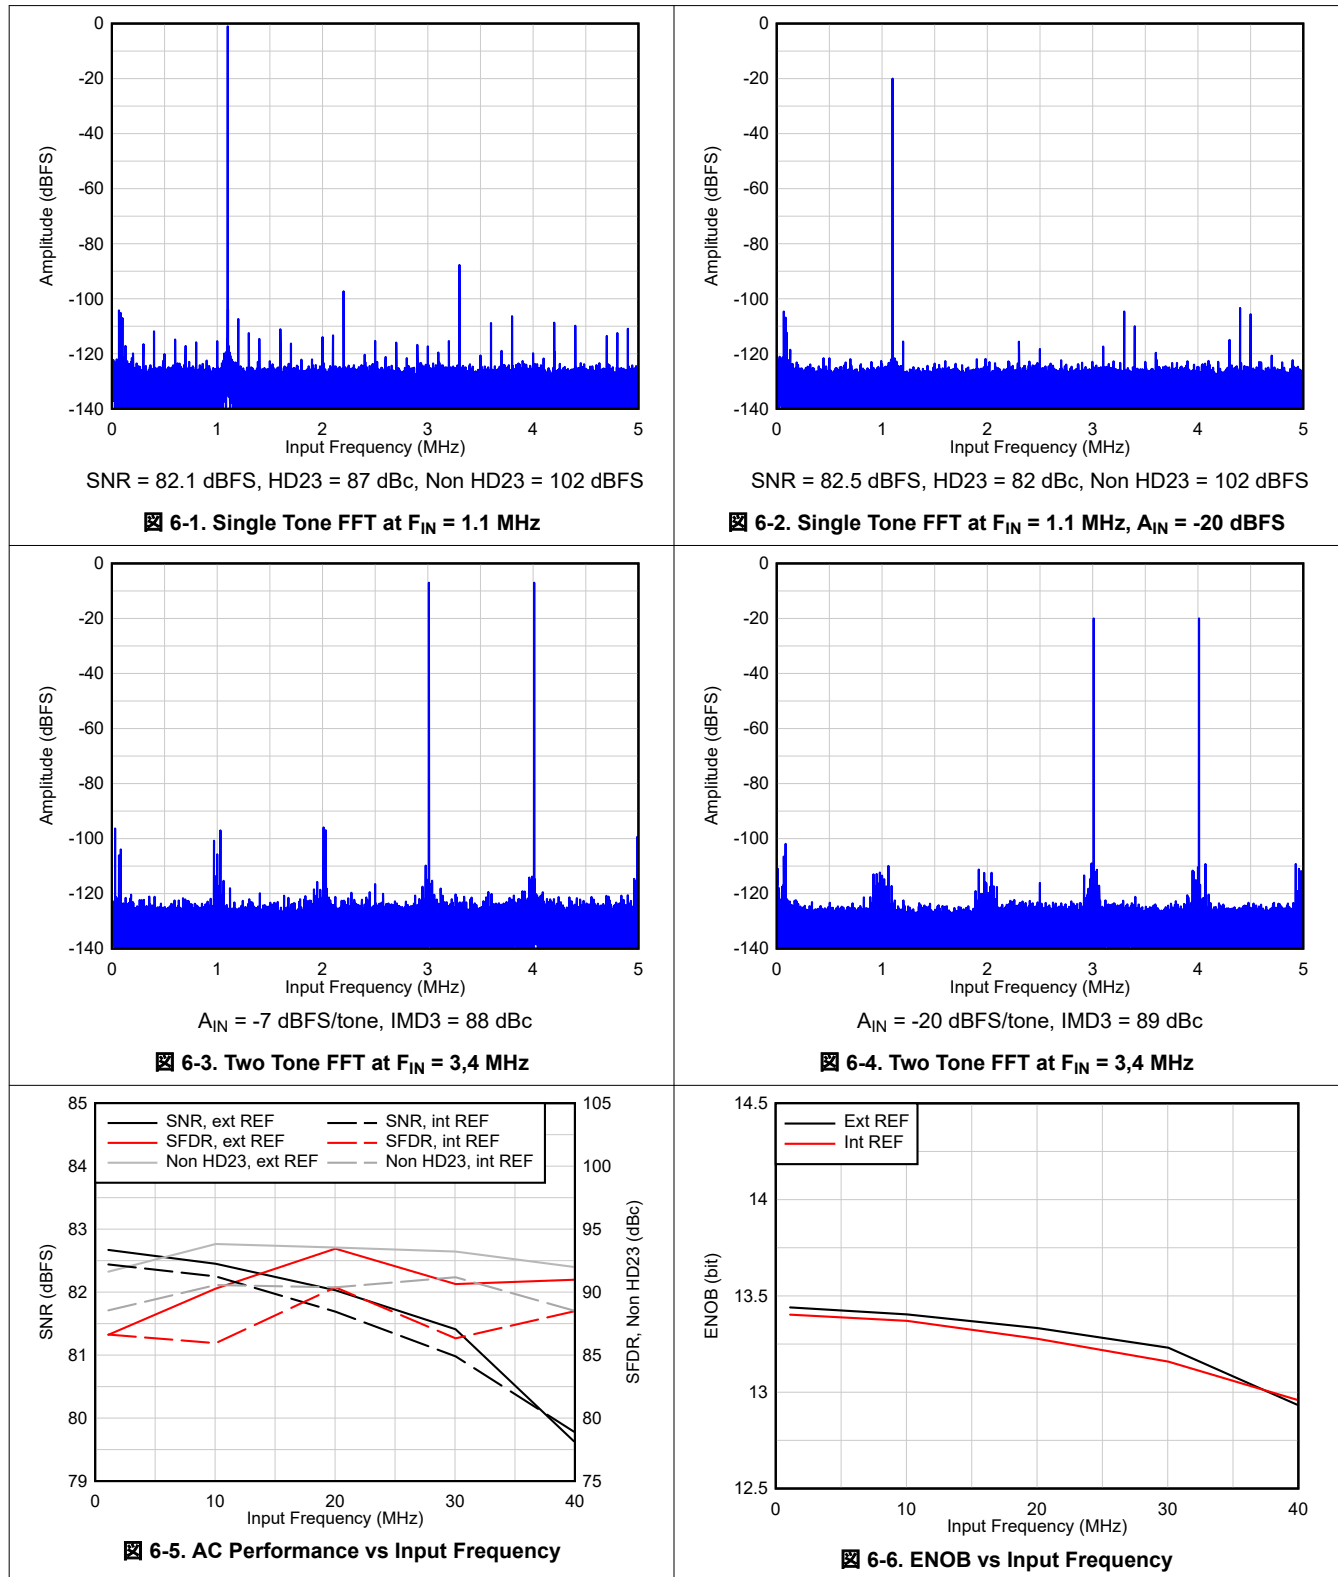 0
-20
-40
-60
-80
-100
-120
-140
Amplitude (dBFS)
0 1 2 3 4 5
Input Frequency (MHz)
SNR = 82.1 dBFS, HD23 = 87 dBc, Non HD23 = 102 dBFS
図 6-1. Single Tone FFT at FIN = 1.1 MHz
0
-20
-40
-60
-80
-100
-120
-140
Amplitude (dBFS)
0 1 2 3 4 5
Input Frequency (MHz)
SNR = 82.5 dBFS, HD23 = 82 dBc, Non HD23 = 102 dBFS
図 6-2. Single Tone FFT at FIN = 1.1 MHz, AIN = -20 dBFS
0
-20
-40
-60
-80
-100
-120
-140
Amplitude (dBFS)
0 1 2 3 4 5
Input Frequency (MHz)
AIN = -7 dBFS/tone, IMD3 = 88 dBc
図 6-3. Two Tone FFT at FIN = 3,4 MHz
0
-20
-40
-60
-80
-100
-120
-140
Amplitude (dBFS)
0 1 2 3 4 5
Input Frequency (MHz)
AIN = -20 dBFS/tone, IMD3 = 89 dBc
図 6-4. Two Tone FFT at FIN = 3,4 MHz
85
84
83
82
81
80
79
SNR (dBFS)
SNR, ext REF
SFDR, ext REF
Non HD23, ext REF
SNR, int REF
SFDR, int REF
Non HD23, int REF
105
100
95
90
85
80
75
SFDR, Non HD23 (dBc)
0 10 20 30 40
Input Frequency (MHz)
図 6-5. AC Performance vs Input Frequency
14.5
14
13.5
13
12.5
ENOB (bit)
Ext REF
Int REF
0 10 20 30 40
Input Frequency (MHz)
図 6-6. ENOB vs Input Frequency